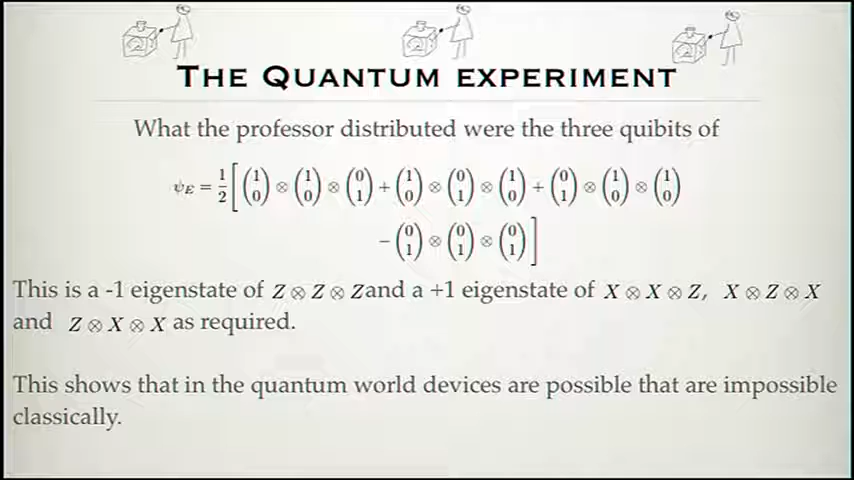 THE QUANTUM EXPERIMENT
What the professor distributed were the three quibits of
ψ_E = 1/2 [ (1 0) ⊗ (1 0) ⊗ (0 1) + (1 0) ⊗ (0 1) ⊗ (1 0) + (0 1) ⊗ (1 0) ⊗ (1 0)
− (0 1) ⊗ (0 1) ⊗ (0 1) ]
This is a -1 eigenstate of Z ⊗ Z ⊗ Z and a +1 eigenstate of X ⊗ X ⊗ Z, X ⊗ Z ⊗ X
and Z ⊗ X ⊗ X as required.
This shows that in the quantum world devices are possible that are impossible
classically.